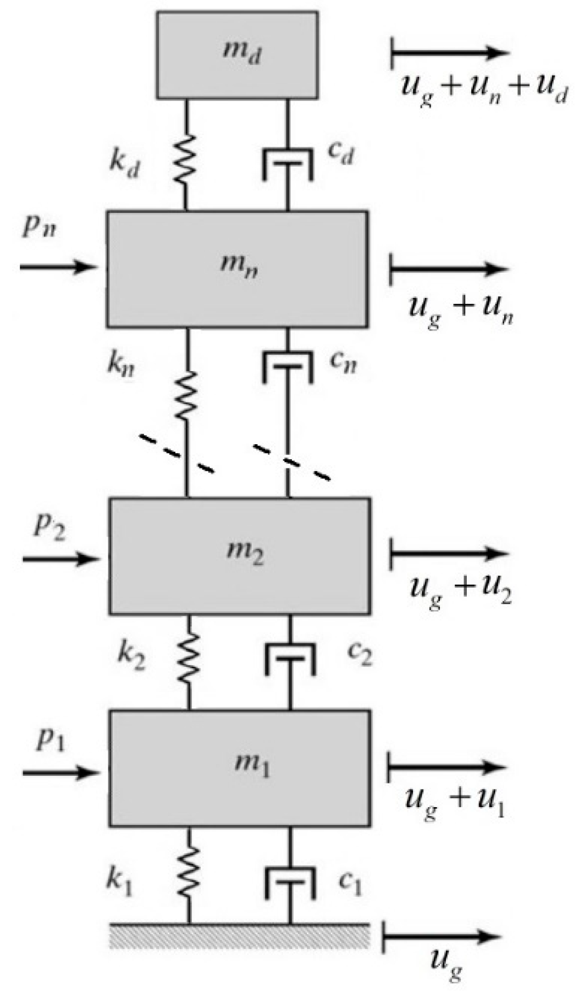 m_d
u_g + u_n + u_d
k_d
c_d
p_n
m_n
u_g + u_n
k_n
c_n
p_2
m_2
u_g + u_2
k_2
c_2
p_1
m_1
u_g + u_1
k_1
c_1
u_g